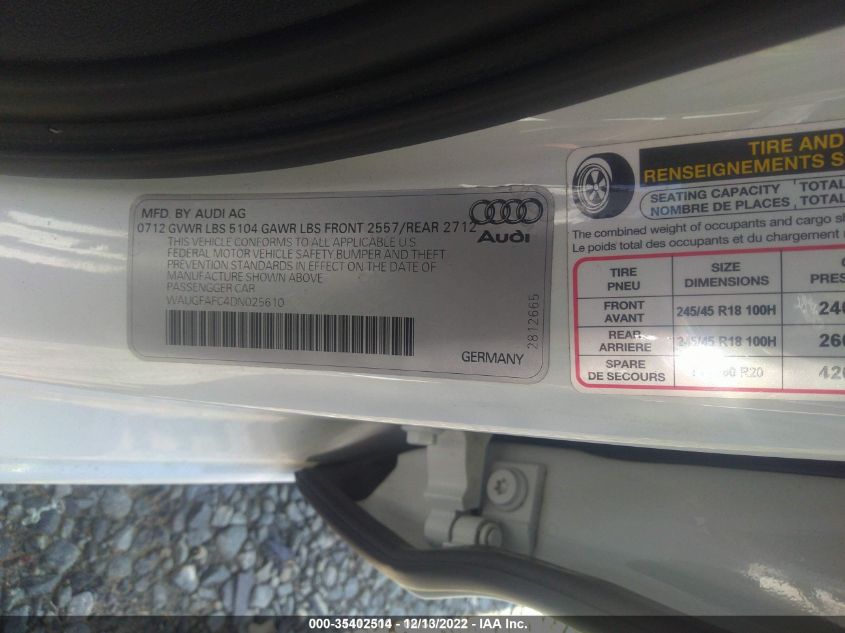 MFD. BY AUDI AG
0712 GVWR LBS 5104 GAWR LBS FRONT 2557/REAR 2712
THIS VEHICLE CONFORMS TO ALL APPLICABLE U.S.
FEDERAL MOTOR VEHICLE SAFETY BUMPER AND THEFT
PREVENTION STANDARDS IN EFFECT ON THE DATE OF
MANUFACTURE SHOWN ABOVE
PASSENGER CAR
WAUGFAFC4DN025610
Audi
GERMANY
2812665
TIRE AND
RENSEIGNEMENTS S
SEATING CAPACITY TOTAL
NOMBRE DE PLACES TOTAL
The combined weight of occupants and cargo sh
Le poids total des occupants et du chargement
TIRE SIZE
PNEU DIMENSIONS PRES
FRONT
AVANT 245/45 R18 100H 240
REAR
ARRIERE 245/45 R18 100H 260
SPARE
DE SECOURS R20 420
000-35402514 - 12/13/2022 - IAA Inc.